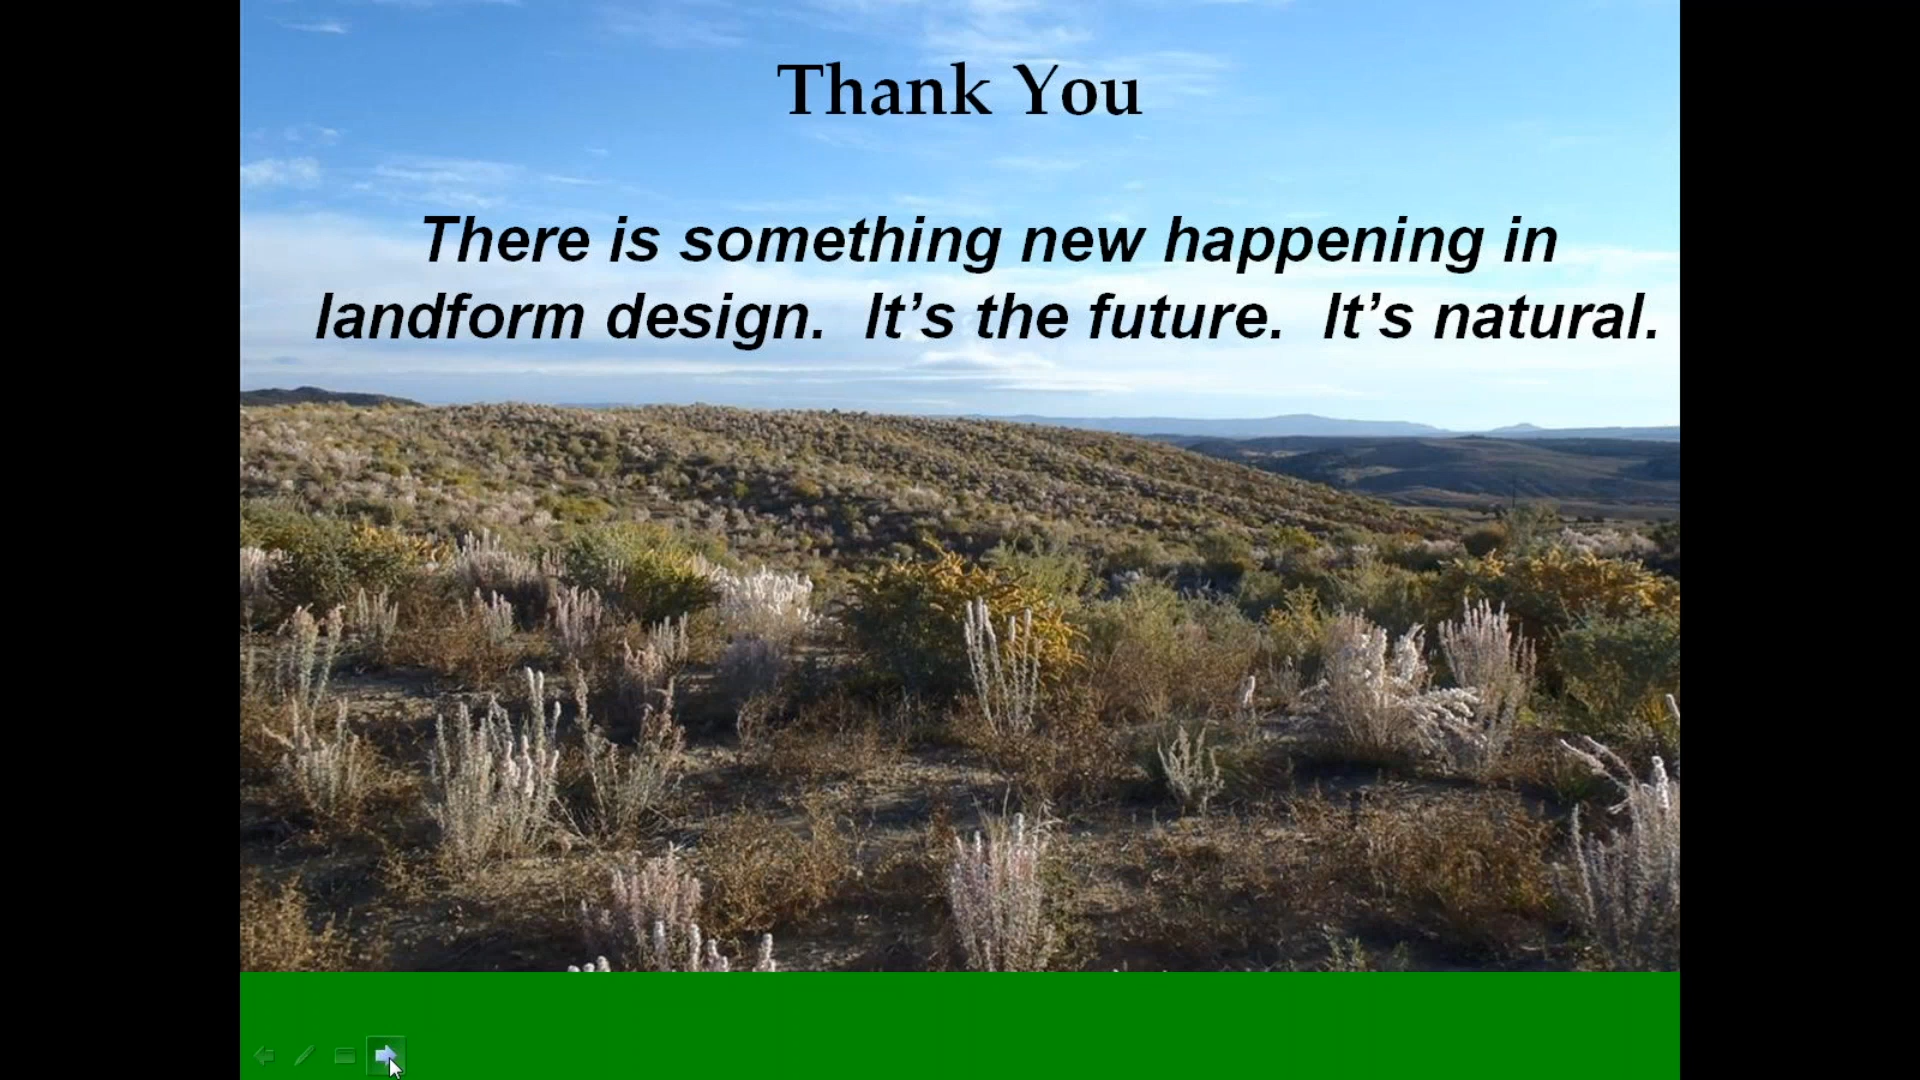 Thank You
There is something new happening in
landform design.  It’s the future.  It’s natural.